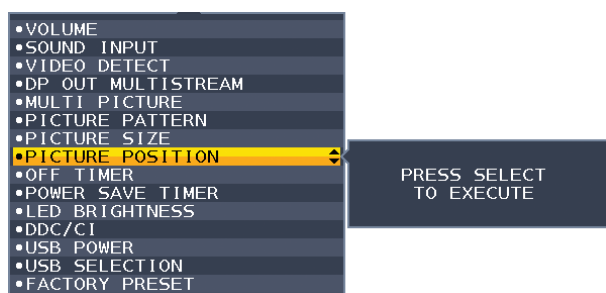 •VOLUME
•SOUND INPUT
•VIDEO DETECT
•DP OUT MULTISTREAM
•MULTI PICTURE
•PICTURE PATTERN
•PICTURE SIZE
•PICTURE POSITION
•OFF TIMER
•POWER SAVE TIMER
•LED BRIGHTNESS
•DDC/CI
•USB POWER
•USB SELECTION
•FACTORY PRESET
PRESS SELECT
TO EXECUTE